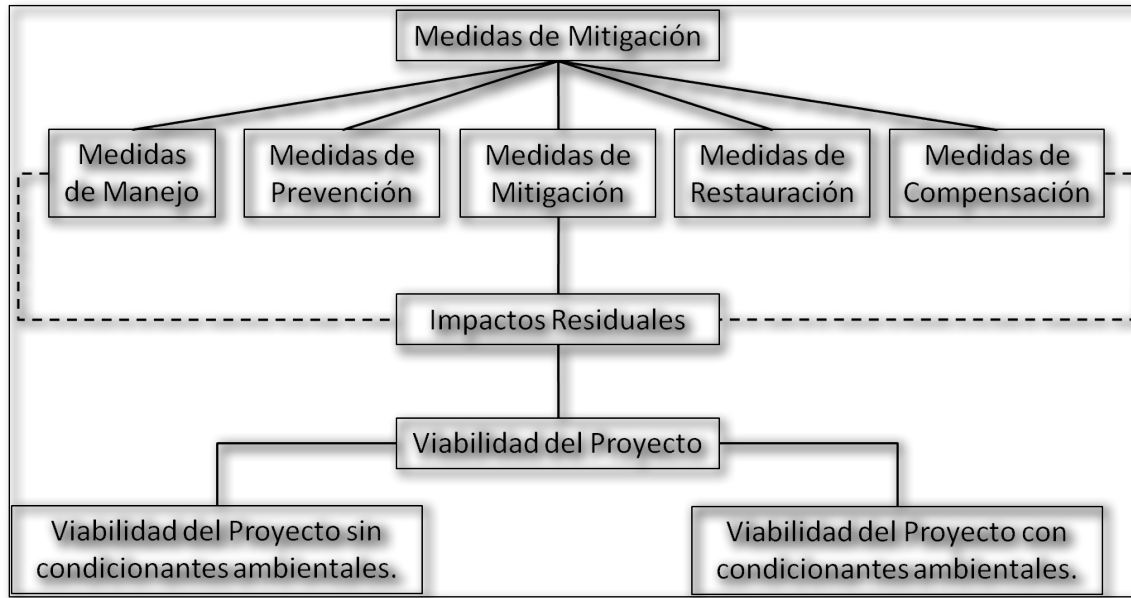 Medidas de Mitigación
Medidas
de Manejo
Medidas de
Prevención
Medidas de
Mitigación
Medidas de
Restauración
Medidas de
Compensación
Impactos Residuales
Viabilidad del Proyecto
Viabilidad del Proyecto sin
condicionantes ambientales.
Viabilidad del Proyecto con
condicionantes ambientales.